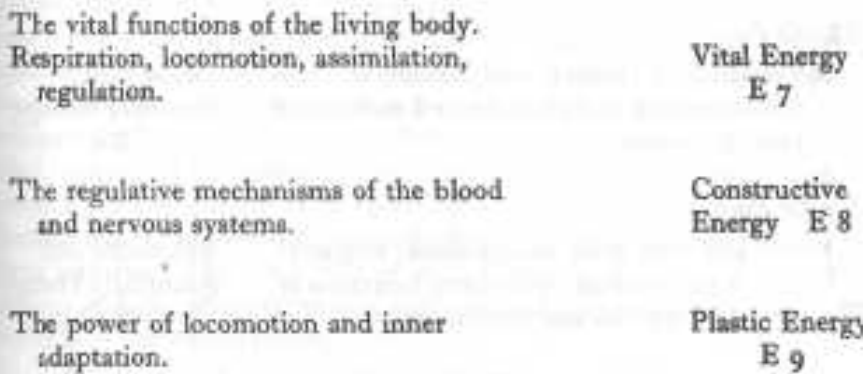 The vital functions of the living body.
Respiration, locomotion, assimilation, Vital Energy
regulation. E 7
The regulative mechanisms of the blood Constructive
and nervous systems. Energy E 8
The power of locomotion and inner Plastic Energy
adaptation. E 9